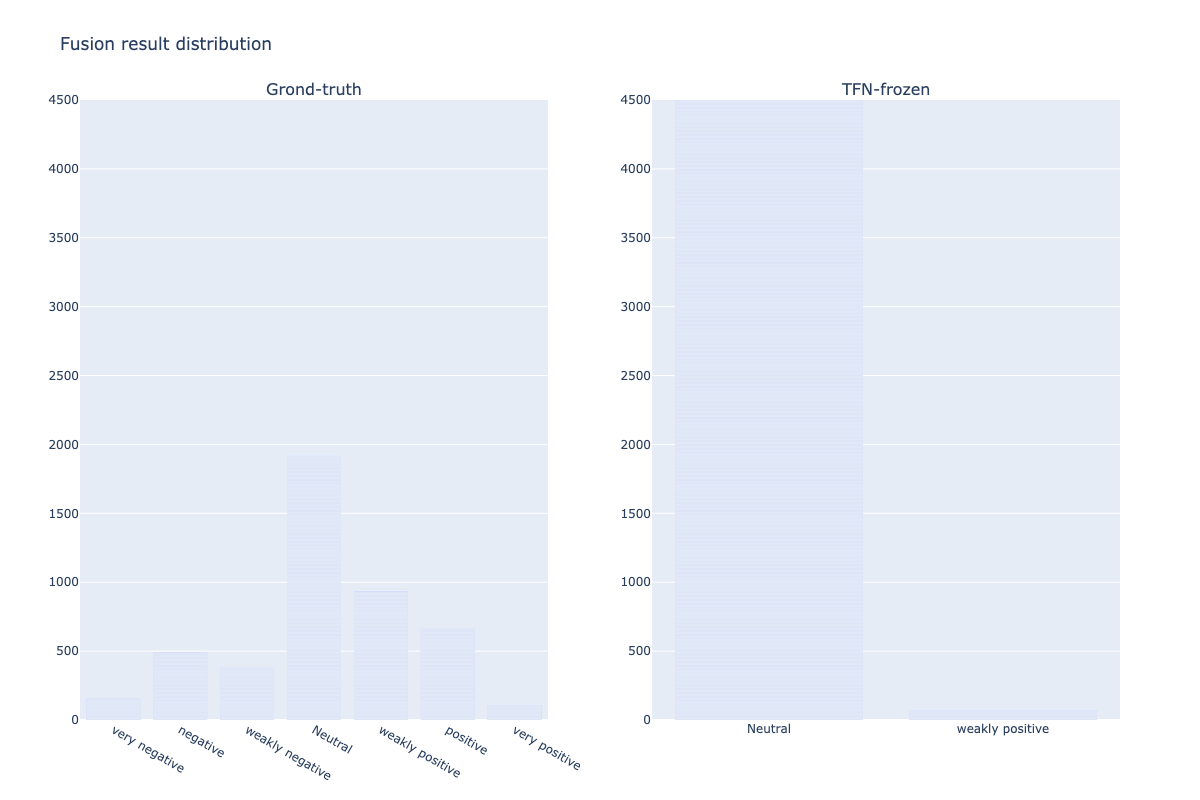 Fusion result distribution
Grond-truth
4500
4000
3500
3000
2500
2000
1500
1000
500
0
very negative
negative
weakly negative
Neutral
weakly positive
positive
very positive
TFN-frozen
4500
4000
3500
3000
2500
2000
1500
1000
500
0
Neutral
weakly positive